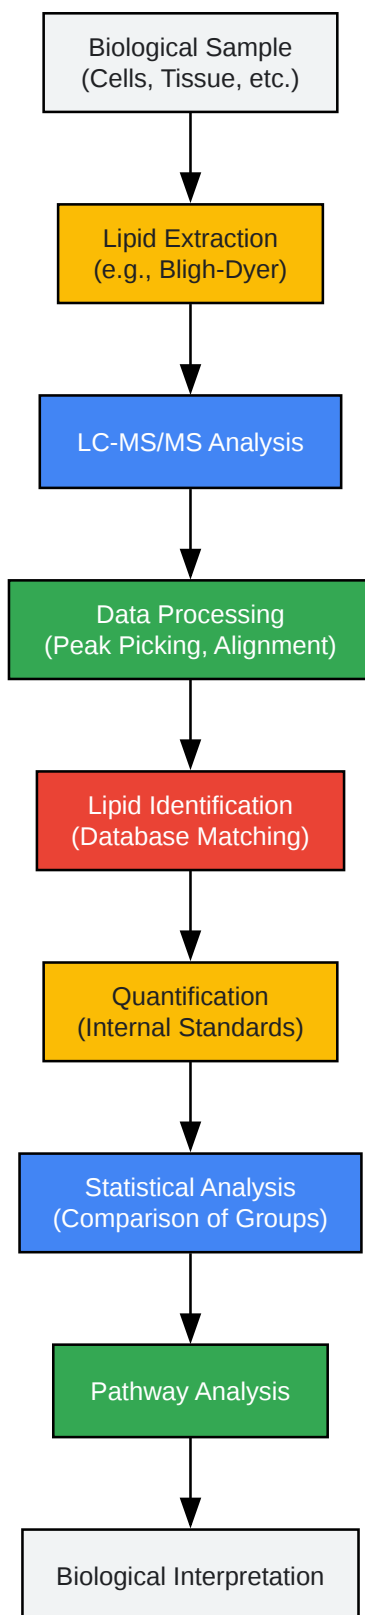 Biological Sample
(Cells, Tissue, etc.)
Lipid Extraction
(e.g., Bligh-Dyer)
LC-MS/MS Analysis
Data Processing
(Peak Picking, Alignment)
Lipid Identification
(Database Matching)
Quantification
(Internal Standards)
Statistical Analysis
(Comparison of Groups)
Pathway Analysis
Biological Interpretation